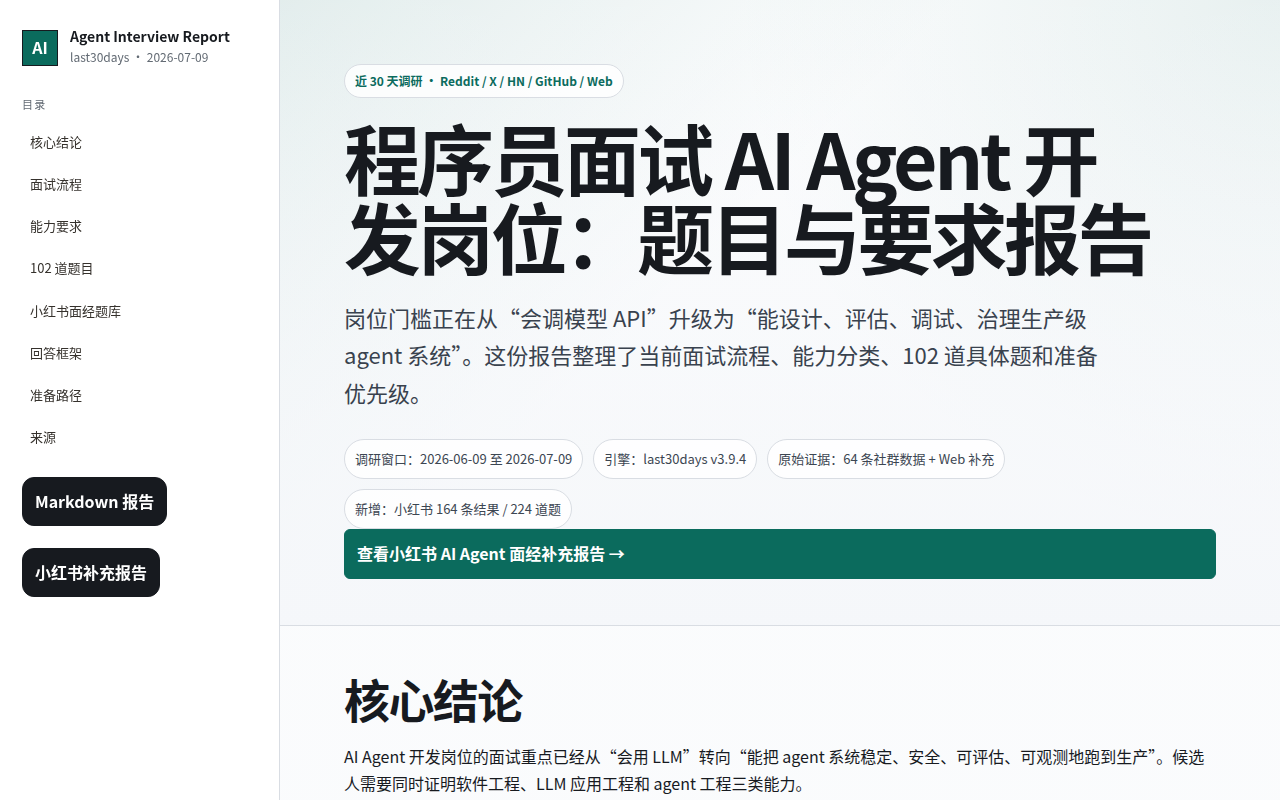 AI
Agent Interview Report
last30days · 2026-07-09
目录
核心结论
面试流程
能力要求
102 道题目
小红书面经题库
回答框架
准备路径
来源
Markdown 报告
小红书补充报告
近 30 天调研 · Reddit / X / HN / GitHub / Web
程序员面试 AI Agent 开
发岗位：题目与要求报告
岗位门槛正在从“会调模型 API”升级为“能设计、评估、调试、治理生产级
agent 系统”。这份报告整理了当前面试流程、能力分类、102 道具体题和准备
优先级。
调研窗口：2026-06-09 至 2026-07-09
引擎：last30days v3.9.4
原始证据：64 条社群数据 + Web 补充
新增：小红书 164 条结果 / 224 道题
查看小红书 AI Agent 面经补充报告 →
核心结论
AI Agent 开发岗位的面试重点已经从“会用 LLM”转向“能把 agent 系统稳定、安全、可评估、可观测地跑到生产”。候选
人需要同时证明软件工程、LLM 应用工程和 agent 工程三类能力。